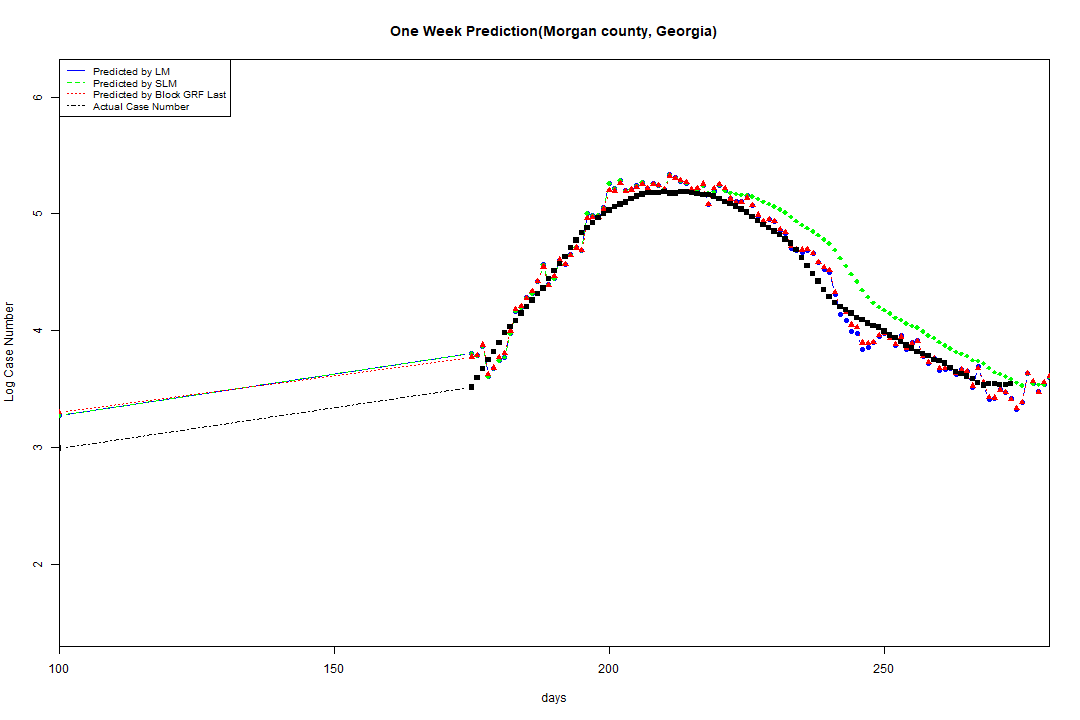 One Week Prediction(Morgan county, Georgia)
Predicted by LM
Predicted by SLM
Predicted by Block GRF Last
Actual Case Number
6
5
4
3
2
Log Case Number
100
150
200
250
days